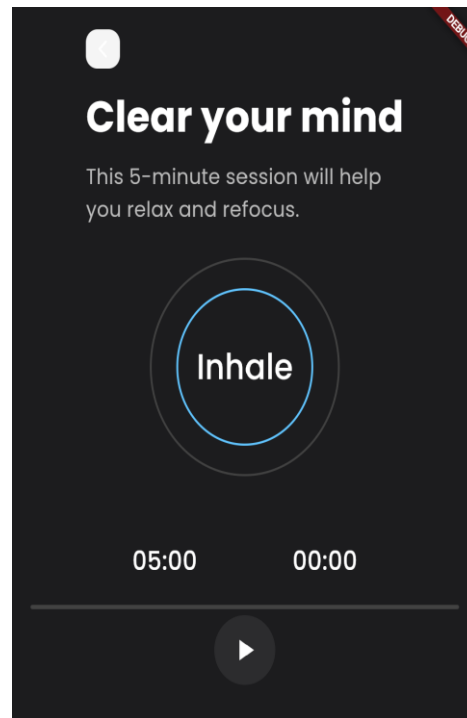 DEBUG
Clear your mind
This 5-minute session will help
you relax and refocus.
Inhale
05:00 00:00